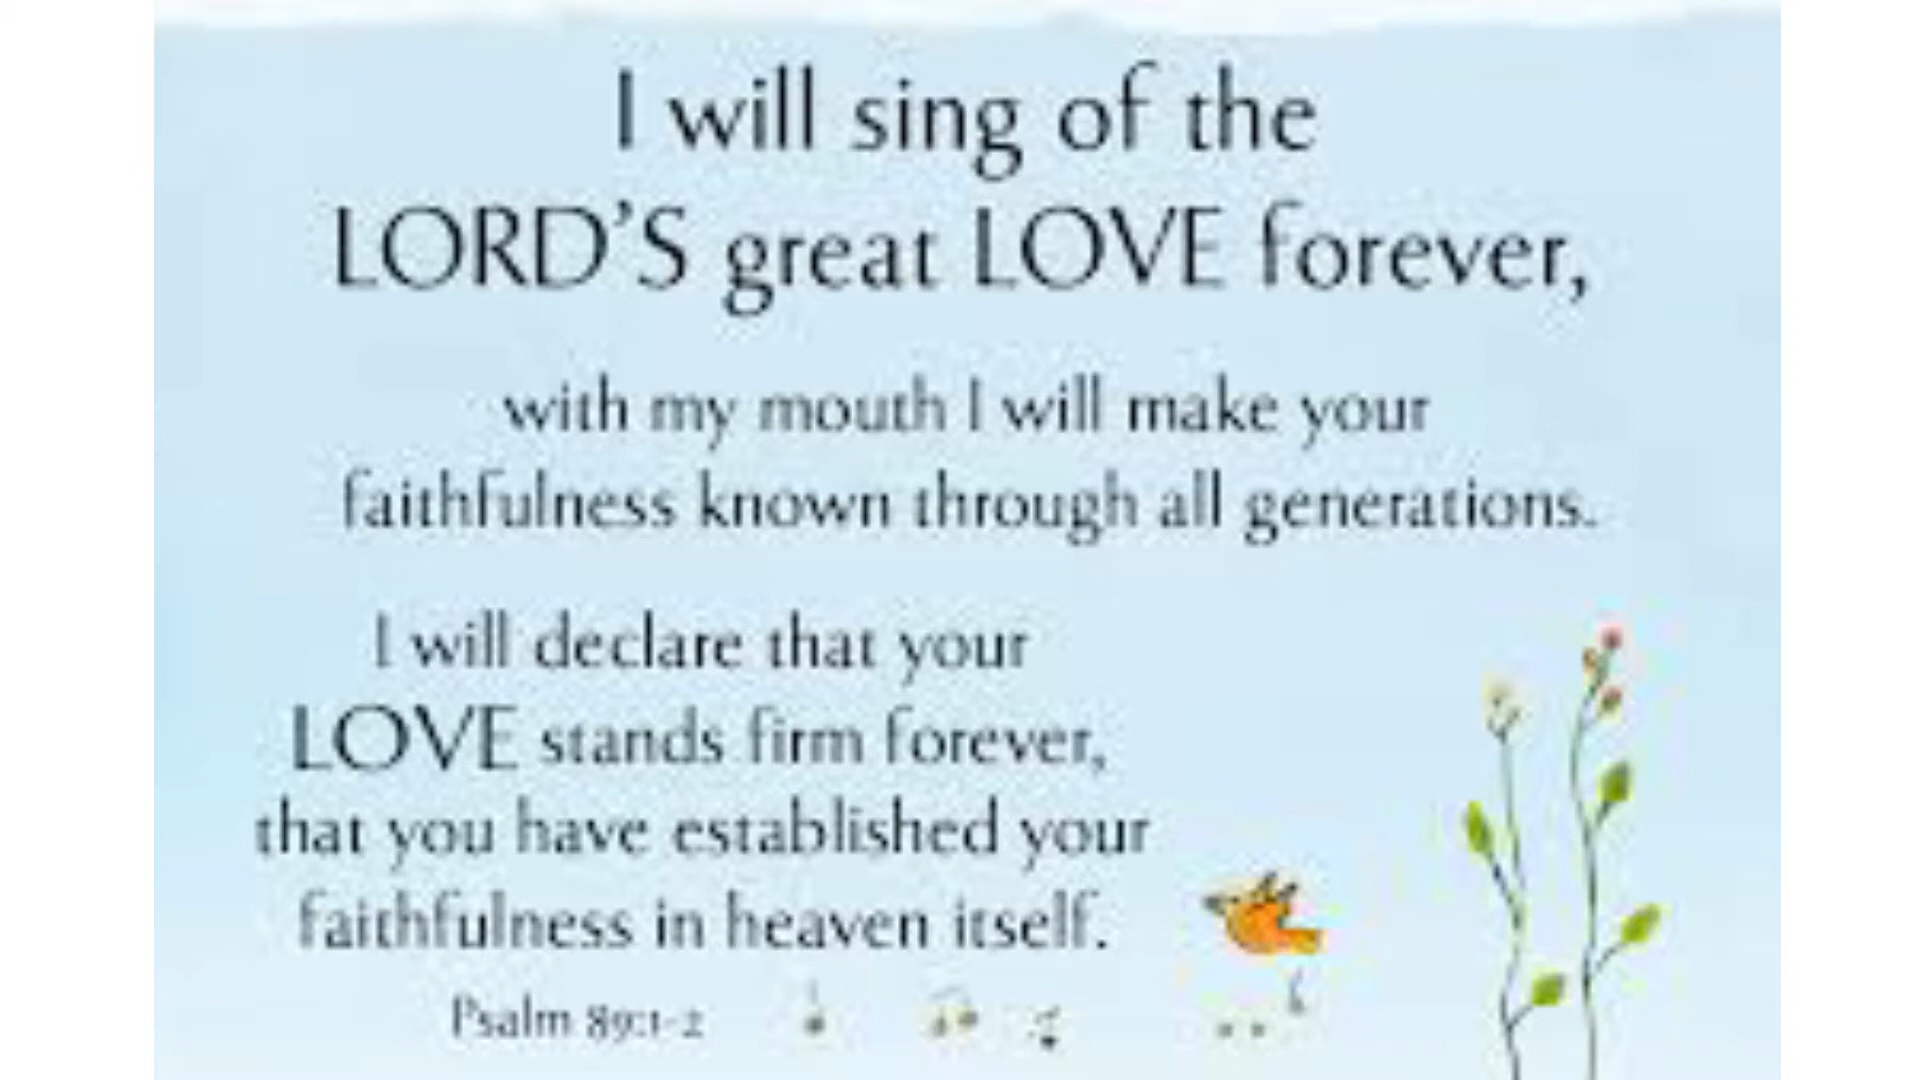 I will sing of the
LORD'S great LOVE forever,
with my mouth I will make your
faithfulness known through all generations.
I will declare that your
LOVE stands firm forever,
that you have established your
faithfulness in heaven itself.
Psalm 89:1-2